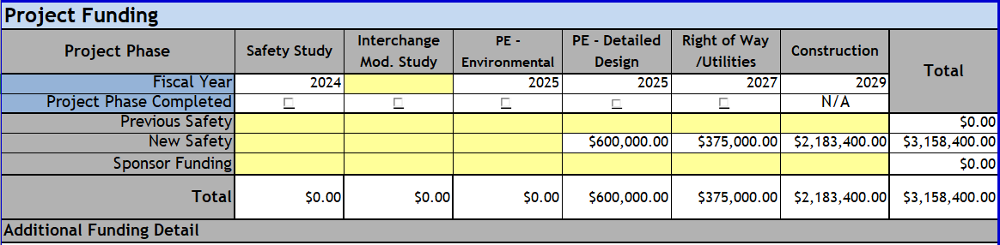 Project Funding
Project Phase Safety Study Interchange Mod. Study PE - Environmental PE - Detailed Design Right of Way /Utilities Construction Total
Fiscal Year 2024 2025 2025 2027 2029
Project Phase Completed N/A
Previous Safety $0.00
New Safety $600,000.00 $375,000.00 $2,183,400.00 $3,158,400.00
Sponsor Funding $0.00
Total $0.00 $0.00 $0.00 $600,000.00 $375,000.00 $2,183,400.00 $3,158,400.00
Additional Funding Detail